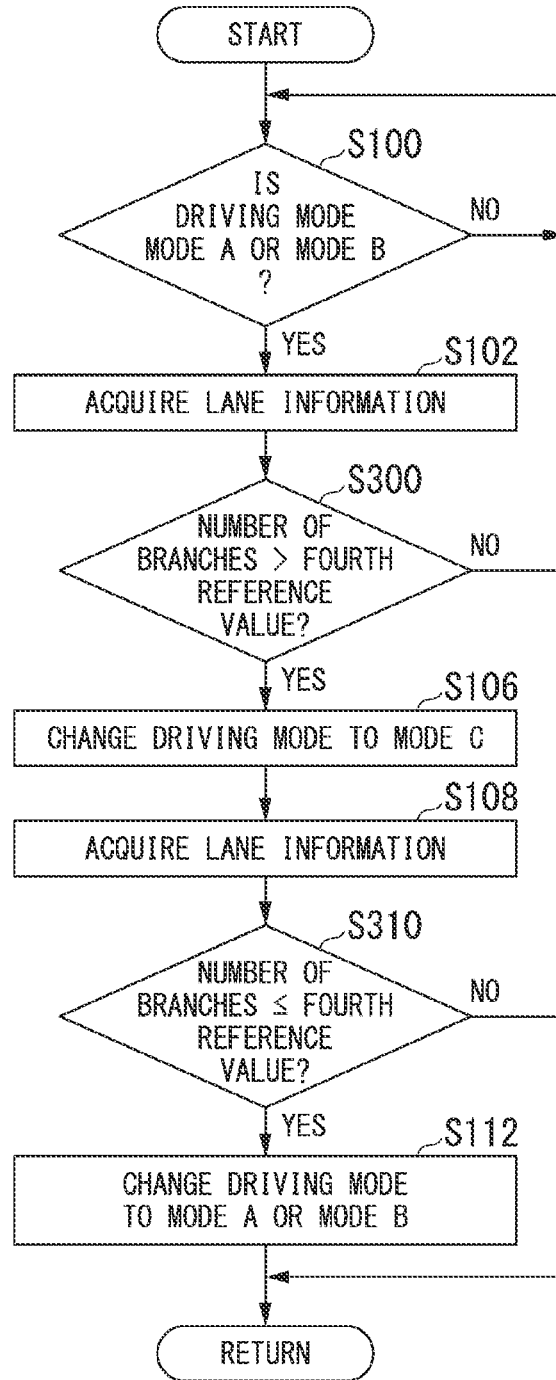 START
S100
IS
DRIVING MODE
MODE A OR MODE B
?
NO
YES
S102
ACQUIRE LANE INFORMATION
S300
NUMBER OF
BRANCHES > FOURTH
REFERENCE
VALUE?
NO
YES
S106
CHANGE DRIVING MODE TO MODE C
S108
ACQUIRE LANE INFORMATION
S310
NUMBER OF
BRANCHES ≤ FOURTH
REFERENCE
VALUE?
NO
YES
S112
CHANGE DRIVING MODE
TO MODE A OR MODE B
RETURN